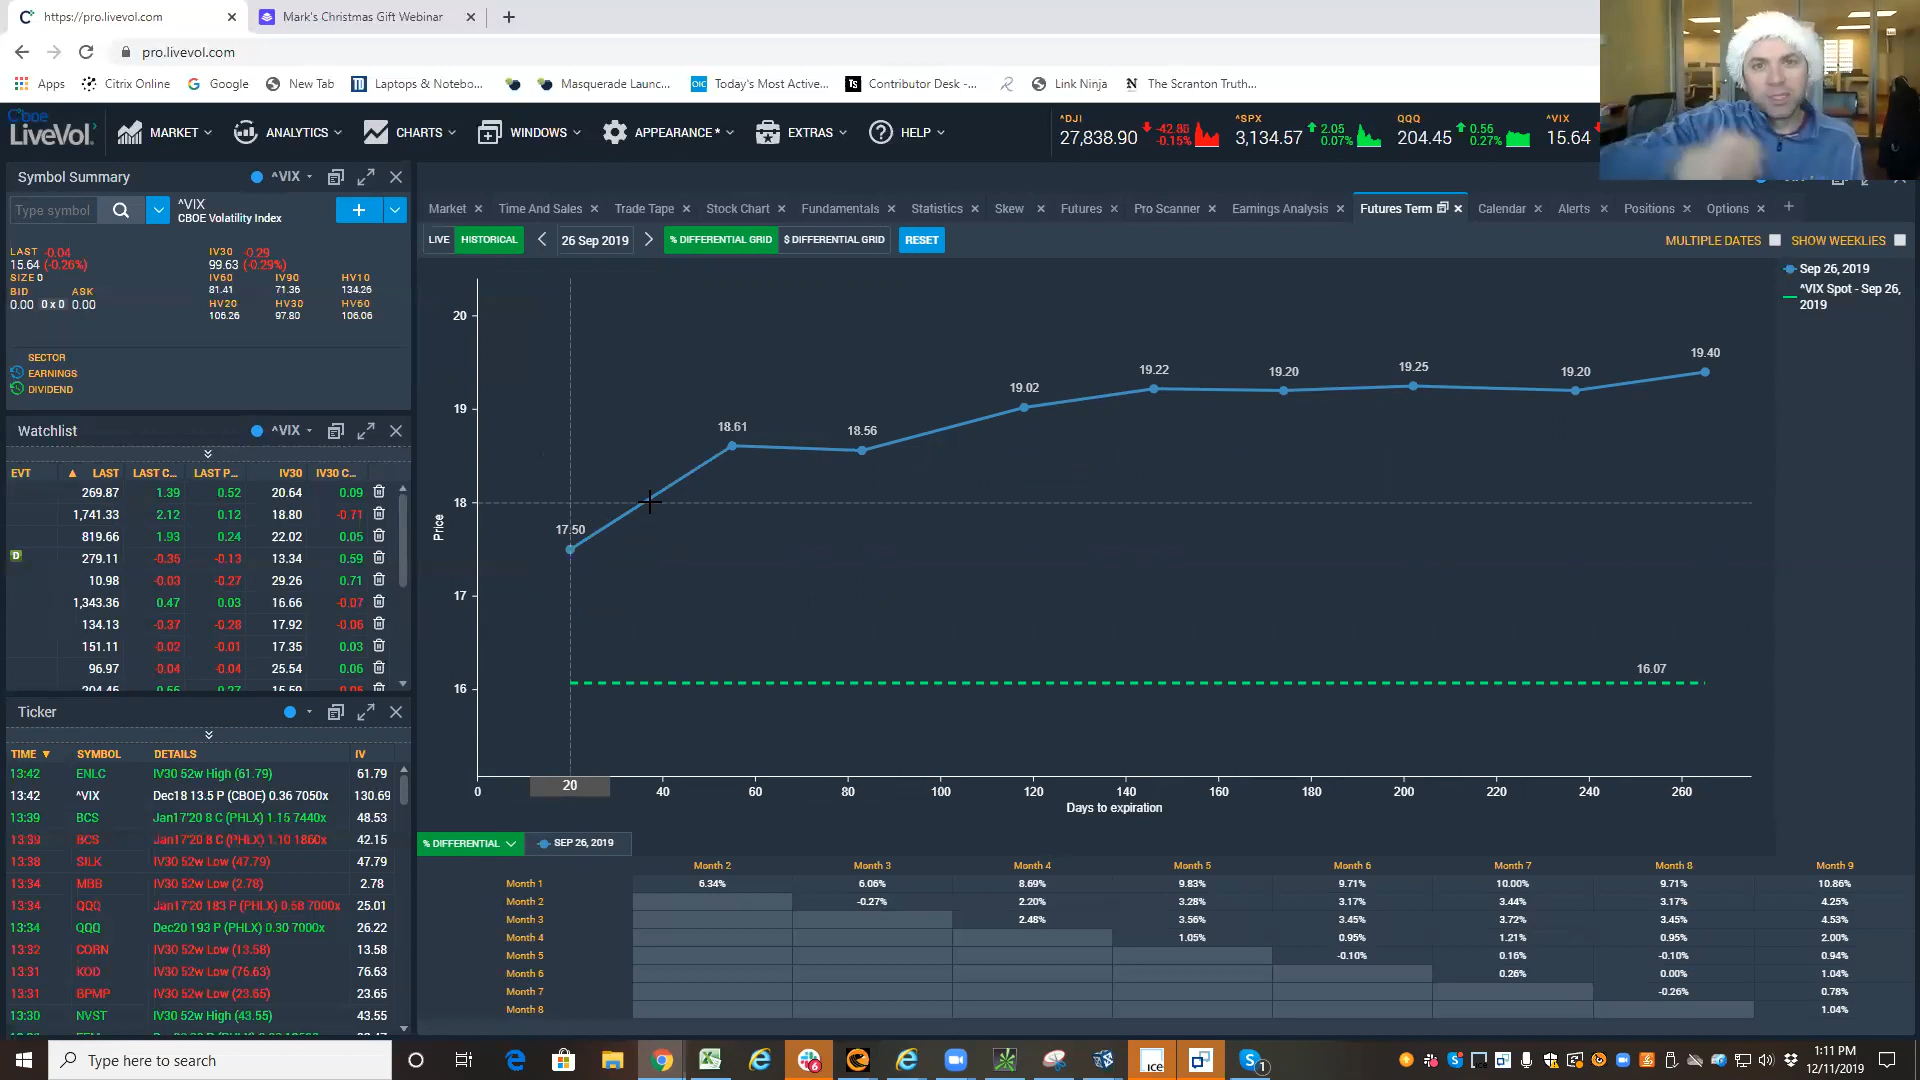 https://pro.livevol.com
Mark's Christmas Gift Webinar
pro.livevol.com
Apps
Citrix Online
Google
New Tab
Laptops & Notebo...
Masquerade Launc...
OIC Today's Most Active...
TS Contributor Desk -...
Link Ninja
N The Scranton Truth...
Cboe
LiveVol
MARKET
ANALYTICS
CHARTS
WINDOWS
APPEARANCE*
EXTRAS
HELP
^DJI
27,838.90
-42.86
-0.15%
^SPX
3,134.57
2.05
0.07%
QQQ
204.45
0.56
0.27%
^VIX
15.64
Symbol Summary
^VIX
Type symbol
^VIX
CBOE Volatility Index
LAST -0.04
15.64 (-0.26%)
SIZE 0
BID ASK
0.00 0 x 0 0.00
IV30 -0.29
99.63 (-0.29%)
IV60 IV90 HV10
81.41 71.36 134.26
HV20 HV30 HV60
106.26 97.80 106.06
SECTOR
EARNINGS
DIVIDEND
Watchlist
^VIX
EVT LAST LAST C... LAST P... IV30 IV30 C...
269.87 1.39 0.52 20.64 0.09
1,741.33 2.12 0.12 18.80 -0.71
819.66 1.93 0.24 22.02 0.05
D 279.11 -0.35 -0.13 13.34 0.59
10.98 -0.03 -0.27 29.26 0.71
1,343.36 0.47 0.03 16.66 -0.07
134.13 -0.37 -0.28 17.92 -0.06
151.11 -0.02 -0.01 17.35 0.03
96.97 -0.04 -0.04 25.54 0.06
Ticker
TIME SYMBOL DETAILS IV
13:42 ENLC IV30 52w High (61.79) 61.79
13:42 ^VIX Dec18 13.5 P (CBOE) 0.36 7050x 130.69
13:39 BCS Jan17'20 8 C (PHLX) 1.15 7440x 48.53
13:39 BCS Jan17'20 8 C (PHLX) 1.10 1860x 42.15
13:38 SILK IV30 52w Low (47.79) 47.79
13:34 MBB IV30 52w Low (2.78) 2.78
13:34 QQQ Jan17'20 183 P (PHLX) 0.58 7000x 25.01
13:34 QQQ Dec20 193 P (PHLX) 0.30 7000x 26.22
13:32 CORN IV30 52w Low (13.58) 13.58
13:31 KOD IV30 52w Low (76.63) 76.63
13:31 BPMP IV30 52w Low (23.65) 23.65
13:30 NVST IV30 52w High (43.55) 43.55
Market
Time And Sales
Trade Tape
Stock Chart
Fundamentals
Statistics
Skew
Futures
Pro Scanner
Earnings Analysis
Futures Term
Calendar
Alerts
Positions
Options
LIVE
HISTORICAL
26 Sep 2019
% DIFFERENTIAL GRID
$ DIFFERENTIAL GRID
RESET
MULTIPLE DATES
SHOW WEEKLIES
Sep 26, 2019
^VIX Spot - Sep 26,
2019
20
19
18
17
16
Price
17.50
18.61
18.56
19.02
19.22
19.20
19.25
19.20
19.40
16.07
0 20 40 60 80 100 120 140 160 180 200 220 240 260
Days to expiration
% DIFFERENTIAL
SEP 26, 2019
Month 2 Month 3 Month 4 Month 5 Month 6 Month 7 Month 8 Month 9
Month 1 6.34% 6.06% 8.69% 9.83% 9.71% 10.00% 9.71% 10.86%
Month 2 -0.27% 2.20% 3.28% 3.17% 3.44% 3.17% 4.25%
Month 3 2.48% 3.56% 3.45% 3.72% 3.45% 4.53%
Month 4 1.05% 0.95% 1.21% 0.95% 2.00%
Month 5 -0.10% 0.16% -0.10% 0.94%
Month 6 0.26% 0.00% 1.04%
Month 7 -0.26% 0.78%
Month 8 1.04%
Type here to search
6
ice
1
1:11 PM
12/11/2019